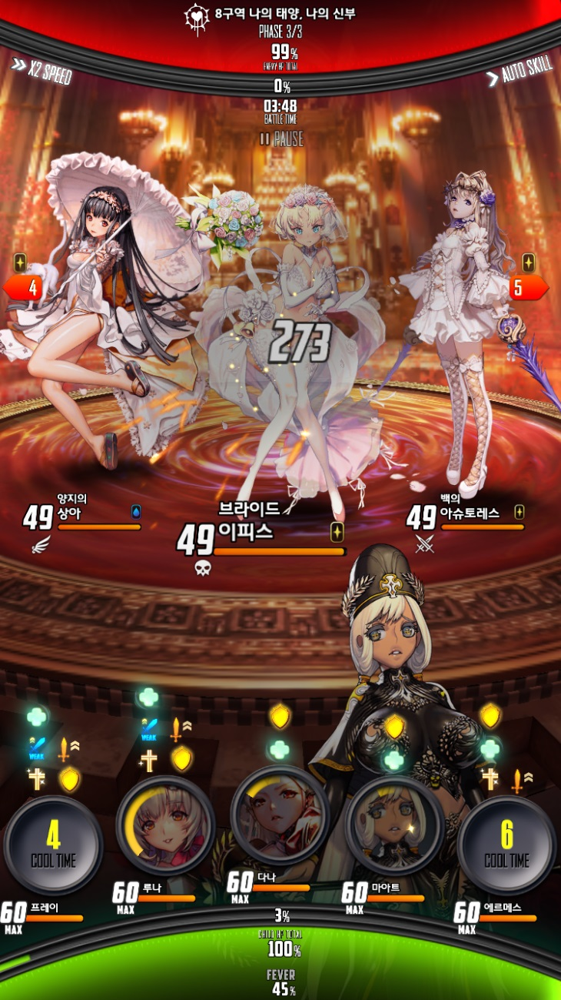 8구역 나의 태양, 나의 신부
PHASE 3/3
99%
ENEMY HP TOTAL
0%
X2 SPEED
AUTO SKILL
03:48
BATTLE TIME
PAUSE
4
5
273
49 양지의 상아
49 브라이드 이피스
49 백의 아슈토레스
WEAK
WEAK
4
COOL TIME
6
COOL TIME
60 MAX 프레이
60 MAX 루나
60 MAX 다나
60 MAX 마아트
60 MAX 에르메스
3%
CHILD HP TOTAL
100%
FEVER
45%